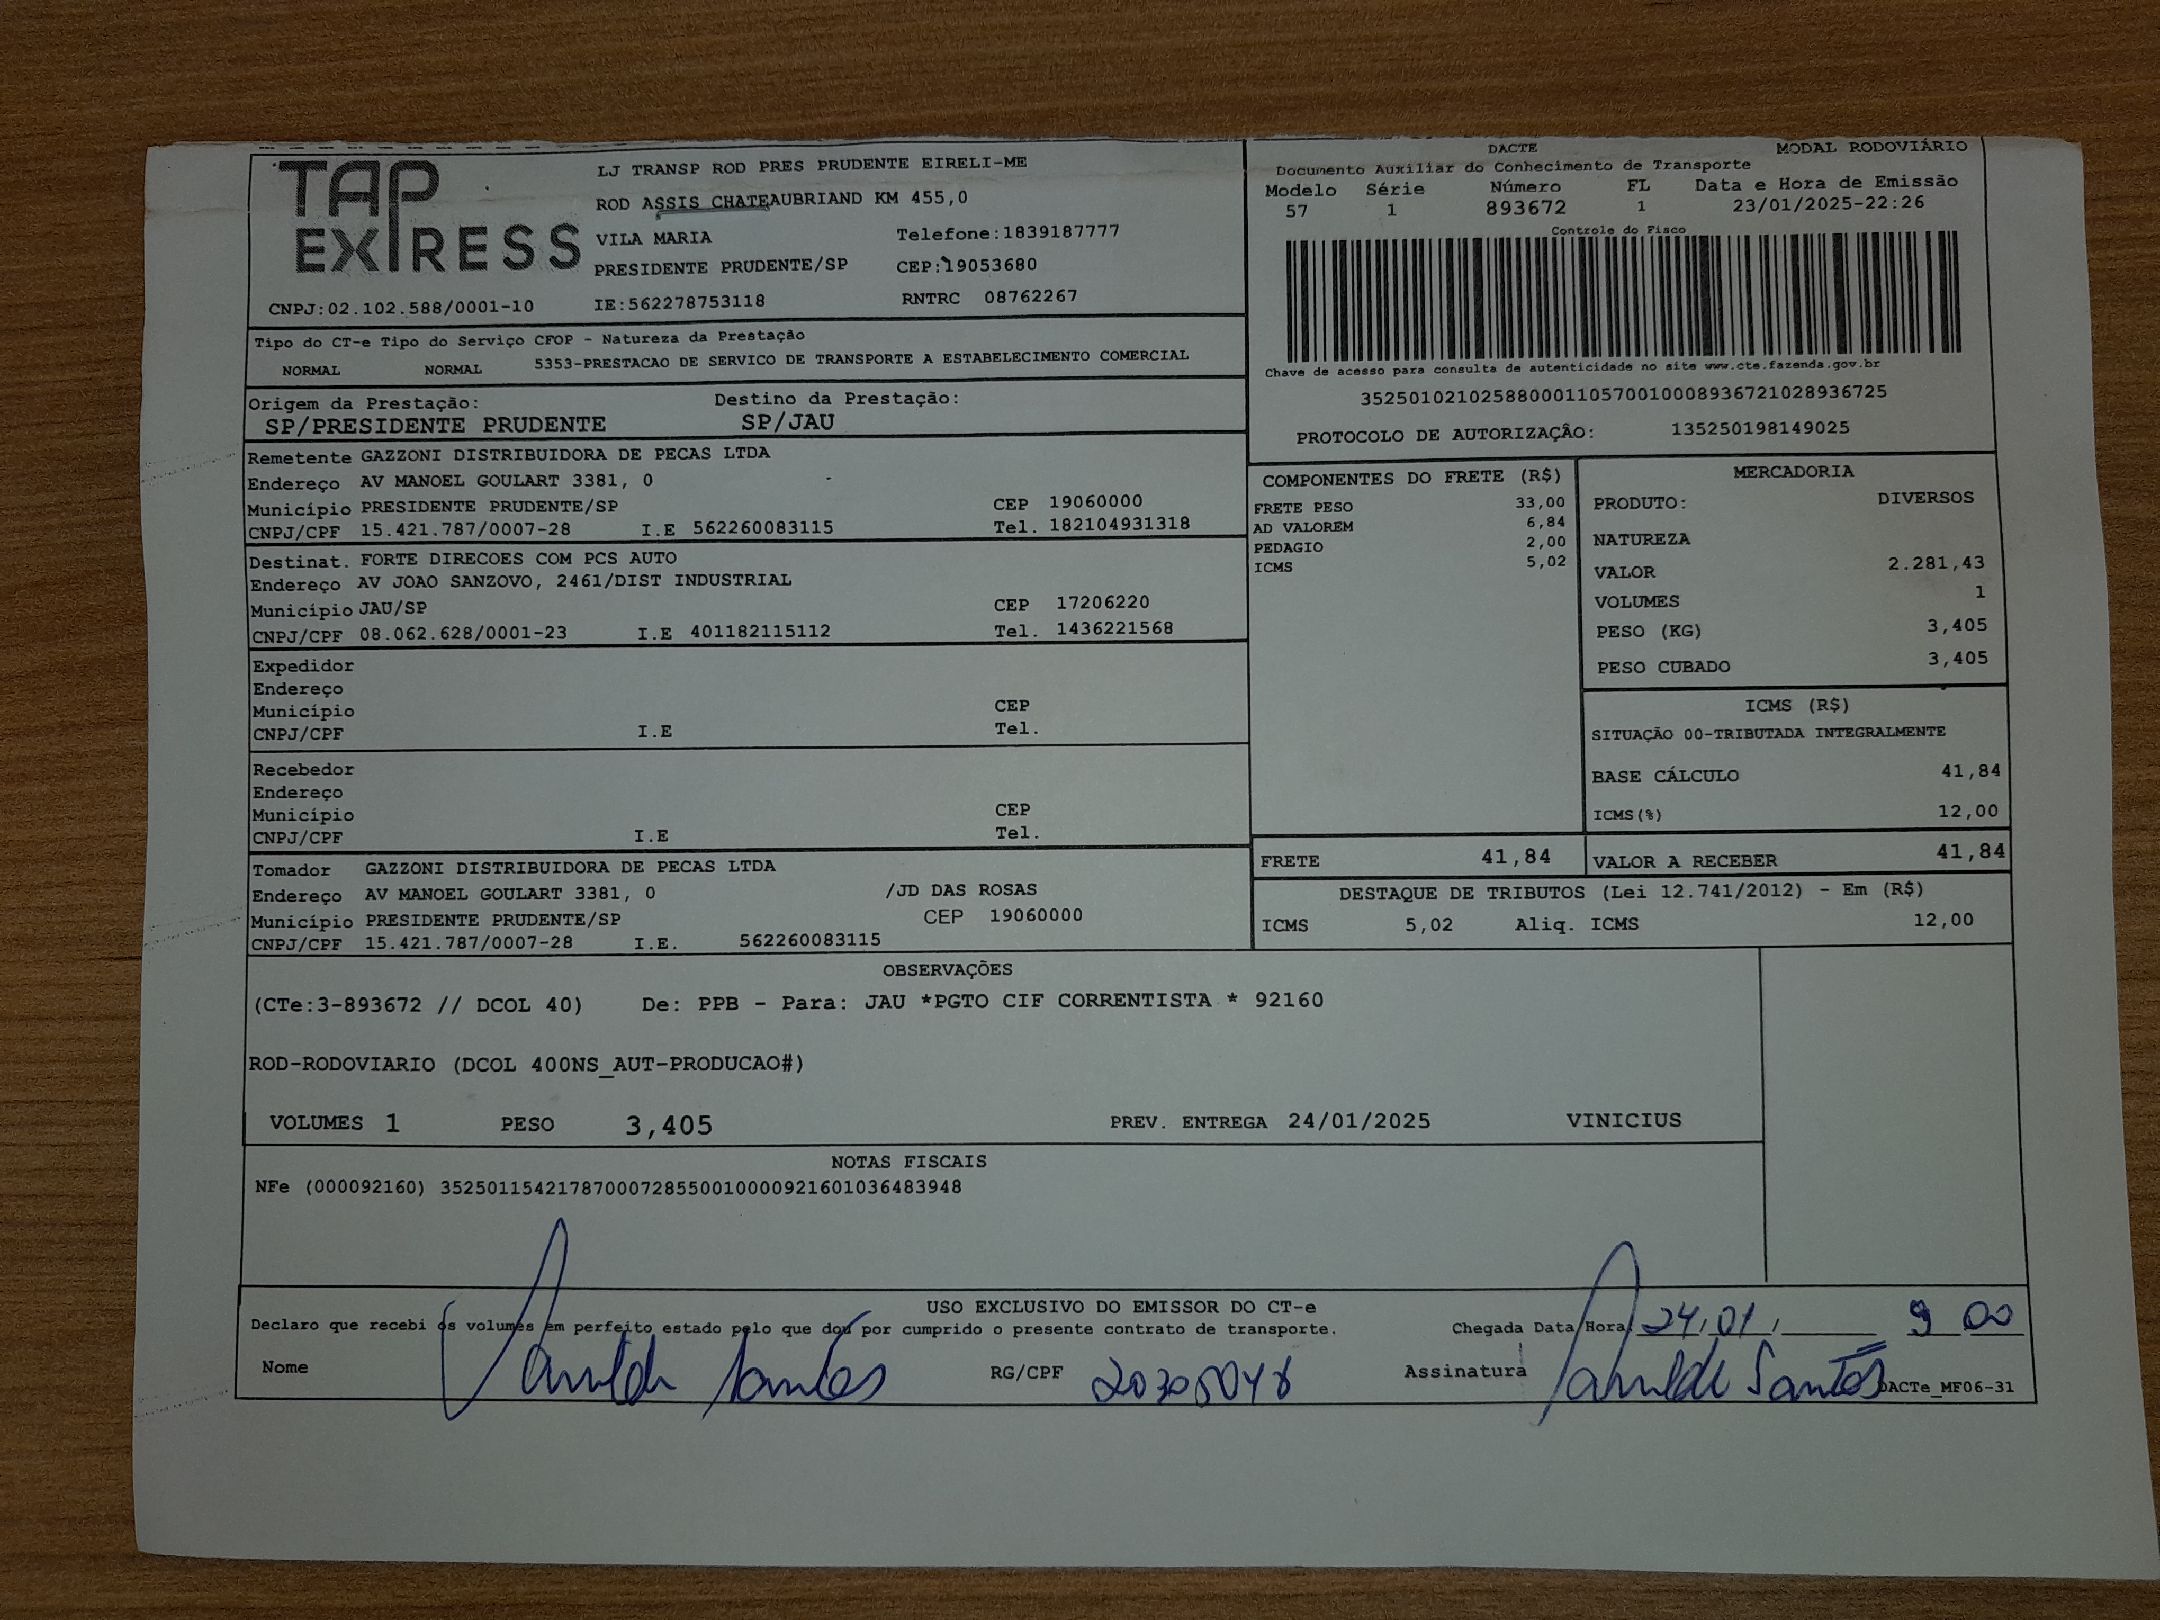 TAP EXPRESS
LJ TRANSP ROD PRES PRUDENTE EIRELI-ME
ROD ASSIS CHATEAUBRIAND KM 455,0
VILA MARIA Telefone:1839187777
PRESIDENTE PRUDENTE/SP CEP:19053680
CNPJ:02.102.588/0001-10 IE:562278753118 RNTRC 08762267
DACTE MODAL RODOVIÁRIO
Documento Auxiliar do Conhecimento de Transporte
Modelo Série Número FL Data e Hora de Emissão
57 1 893672 1 23/01/2025-22:26
Controle do Fisco
Chave de acesso para consulta de autenticidade no site www.cte.fazenda.gov.br
35250102102588000110570010008936721028936725
PROTOCOLO DE AUTORIZAÇÂO: 135250198149025
Tipo do CT-e Tipo do Serviço CFOP - Natureza da Prestação
NORMAL NORMAL 5353-PRESTACAO DE SERVICO DE TRANSPORTE A ESTABELECIMENTO COMERCIAL
Origem da Prestação: Destino da Prestação:
SP/PRESIDENTE PRUDENTE SP/JAU
Remetente GAZZONI DISTRIBUIDORA DE PECAS LTDA
Endereço AV MANOEL GOULART 3381, 0
Município PRESIDENTE PRUDENTE/SP CEP 19060000
CNPJ/CPF 15.421.787/0007-28 I.E 562260083115 Tel. 182104931318
Destinat. FORTE DIRECOES COM PCS AUTO
Endereço AV JOAO SANZOVO, 2461/DIST INDUSTRIAL
Município JAU/SP CEP 17206220
CNPJ/CPF 08.062.628/0001-23 I.E 401182115112 Tel. 1436221568
Expedidor
Endereço
Município CEP
CNPJ/CPF I.E Tel.
Recebedor
Endereço
Município CEP
CNPJ/CPF I.E Tel.
Tomador GAZZONI DISTRIBUIDORA DE PECAS LTDA
Endereço AV MANOEL GOULART 3381, 0 /JD DAS ROSAS
Município PRESIDENTE PRUDENTE/SP CEP 19060000
CNPJ/CPF 15.421.787/0007-28 I.E. 562260083115
COMPONENTES DO FRETE (R$)
FRETE PESO 33,00
AD VALOREM 6,84
PEDAGIO 2,00
ICMS 5,02
MERCADORIA
PRODUTO: DIVERSOS
NATUREZA
VALOR 2.281,43
VOLUMES 1
PESO (KG) 3,405
PESO CUBADO 3,405
ICMS (R$)
SITUAÇÃO 00-TRIBUTADA INTEGRALMENTE
BASE CÁLCULO 41,84
ICMS(%) 12,00
FRETE 41,84 VALOR A RECEBER 41,84
DESTAQUE DE TRIBUTOS (Lei 12.741/2012) - Em (R$)
ICMS 5,02 Aliq. ICMS 12,00
OBSERVAÇÕES
(CTe:3-893672 // DCOL 40) De: PPB - Para: JAU *PGTO CIF CORRENTISTA * 92160
ROD-RODOVIARIO (DCOL 400NS_AUT-PRODUCAO#)
VOLUMES 1 PESO 3,405 PREV. ENTREGA 24/01/2025 VINICIUS
NOTAS FISCAIS
NFe (000092160) 35250115421787000728550010000921601036483948
USO EXCLUSIVO DO EMISSOR DO CT-e
Declaro que recebi os volumes em perfeito estado pelo que dou por cumprido o presente contrato de transporte. Chegada Data Hora 24/01/ 9 00
Nome Santos RG/CPF Assinatura Santos
DACTe_MF06-31